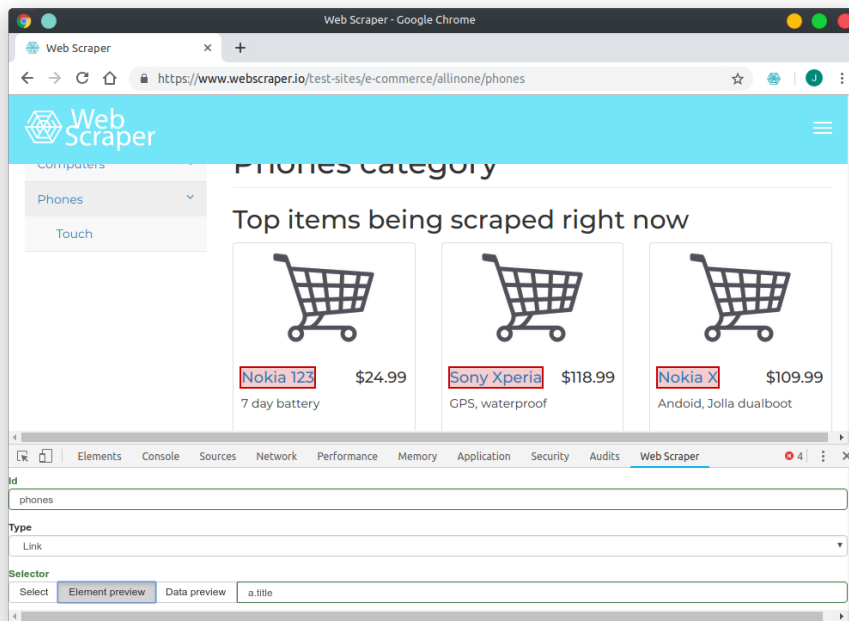 Web Scraper - Google Chrome
Web Scraper
https://www.webscraper.io/test-sites/e-commerce/allinone/phones
J
Web
Scraper
Computers
Phones category
Phones
Touch
Top items being scraped right now
Nokia 123 $24.99
7 day battery
Sony Xperia $118.99
GPS, waterproof
Nokia X $109.99
Andoid, Jolla dualboot
Elements Console Sources Network Performance Memory Application Security Audits Web Scraper 4
Id
phones
Type
Link
Selector
Select Element preview Data preview a.title